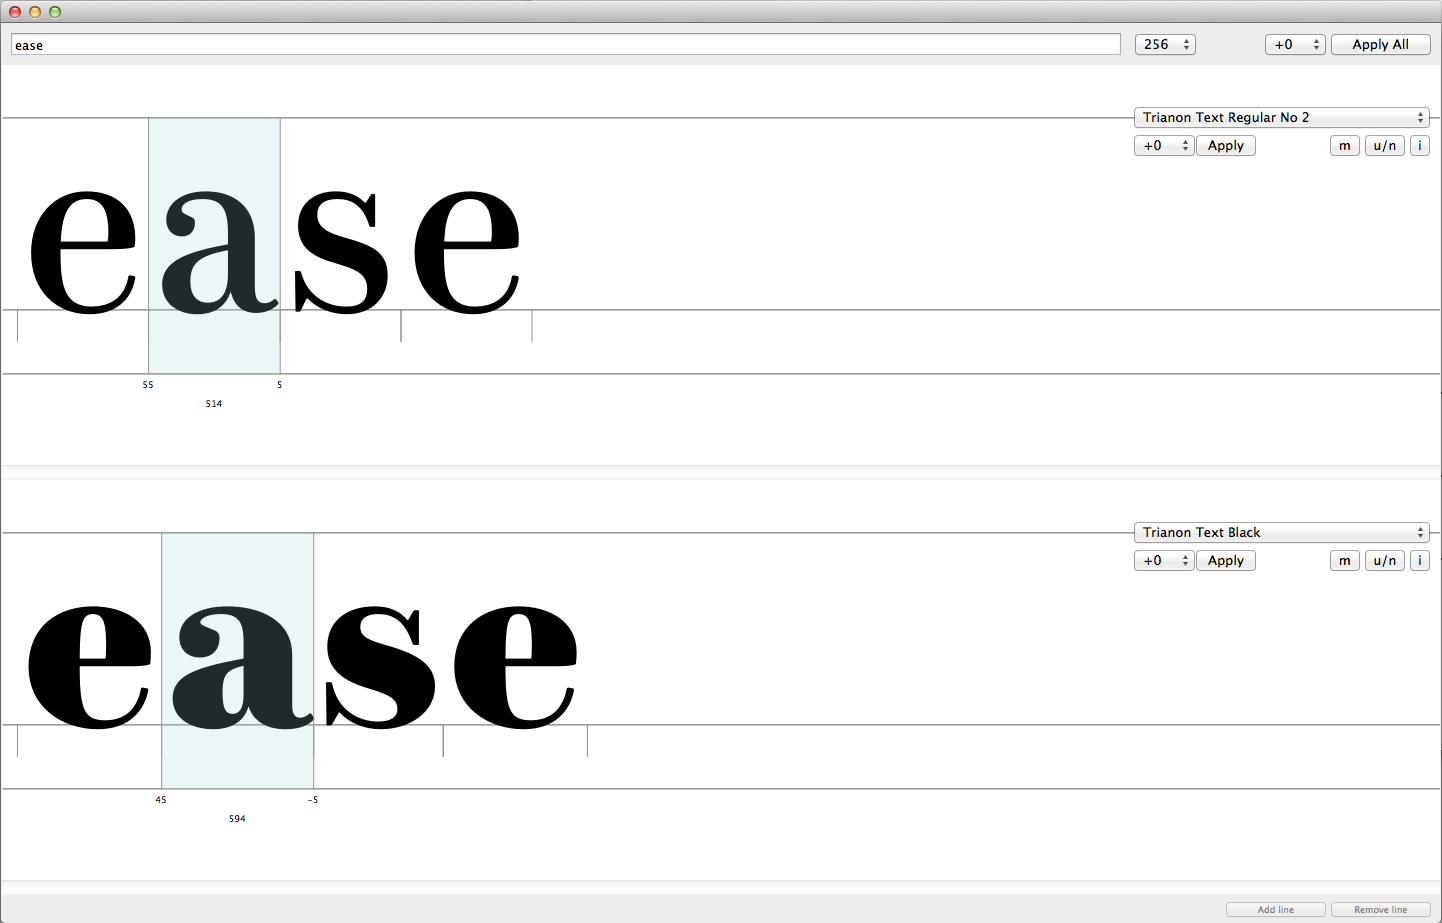 ease
256
+0
Apply All
Trianon Text Regular No 2
+0
Apply
m
u/n
i
ease
55
5
514
Trianon Text Black
+0
Apply
m
u/n
i
ease
45
-5
594
Add line
Remove line